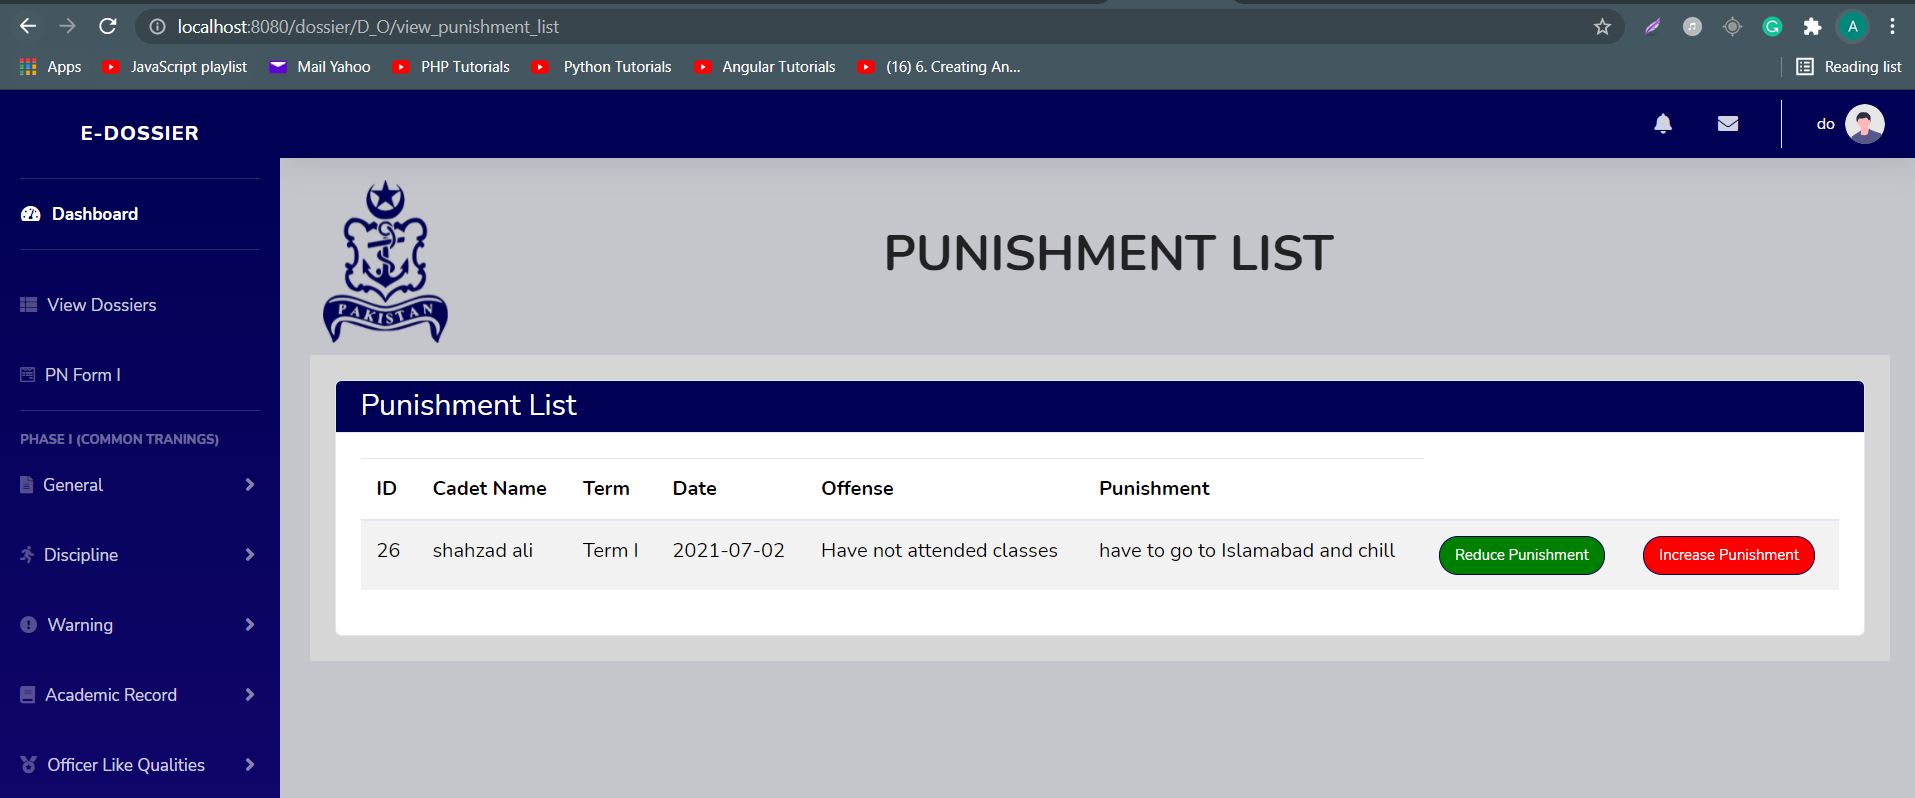 localhost:8080/dossier/D_O/view_punishment_list
A
Apps JavaScript playlist Mail Yahoo PHP Tutorials Python Tutorials Angular Tutorials (16) 6. Creating An... Reading list
E-DOSSIER
do
Dashboard
View Dossiers
PN Form I
PHASE I (COMMON TRANINGS)
General
Discipline
Warning
Academic Record
Officer Like Qualities
PAKISTAN
PUNISHMENT LIST
Punishment List
ID Cadet Name Term Date Offense Punishment
26 shahzad ali Term I 2021-07-02 Have not attended classes have to go to Islamabad and chill Reduce Punishment Increase Punishment